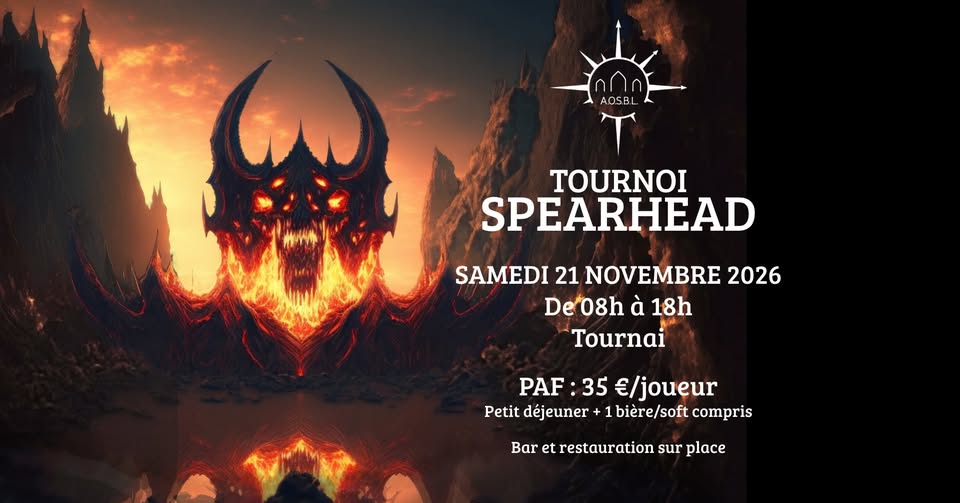 A.O.S.B.L.
TOURNOI
SPEARHEAD
SAMEDI 21 NOVEMBRE 2026
De 08h à 18h
Tournai
PAF : 35 €/joueur
Petit déjeuner + 1 bière/soft compris
Bar et restauration sur place